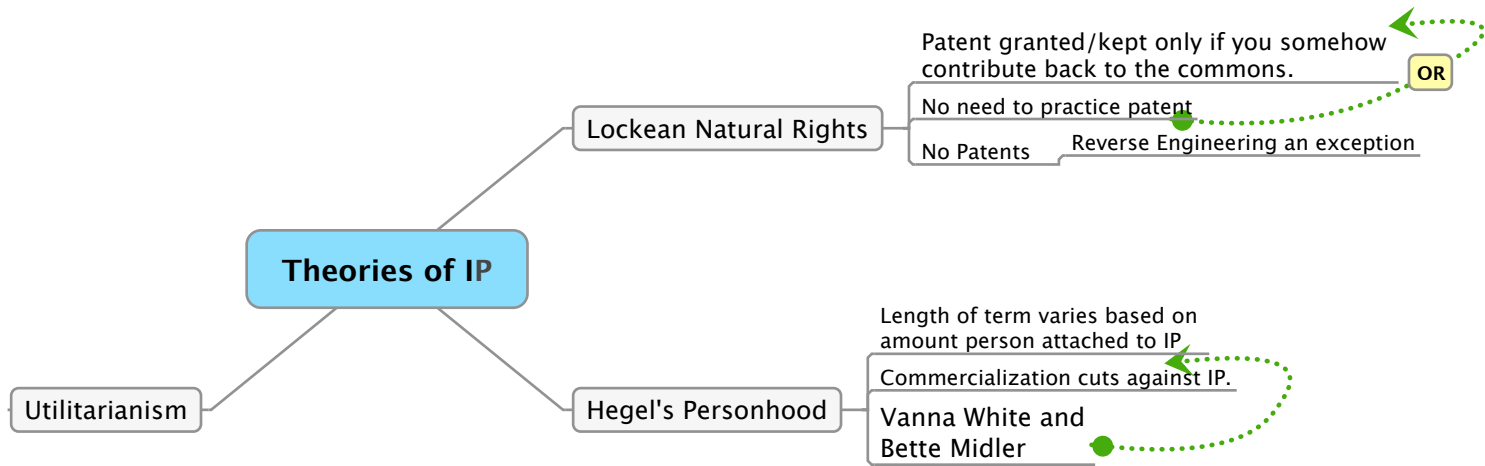 Patent granted/kept only if you somehow
contribute back to the commons.
OR
No need to practice patent
No Patents
Reverse Engineering an exception
Lockean Natural Rights
Theories of IP
Length of term varies based on
amount person attached to IP
Commercialization cuts against IP.
Vanna White and
Bette Midler
Hegel's Personhood
Utilitarianism